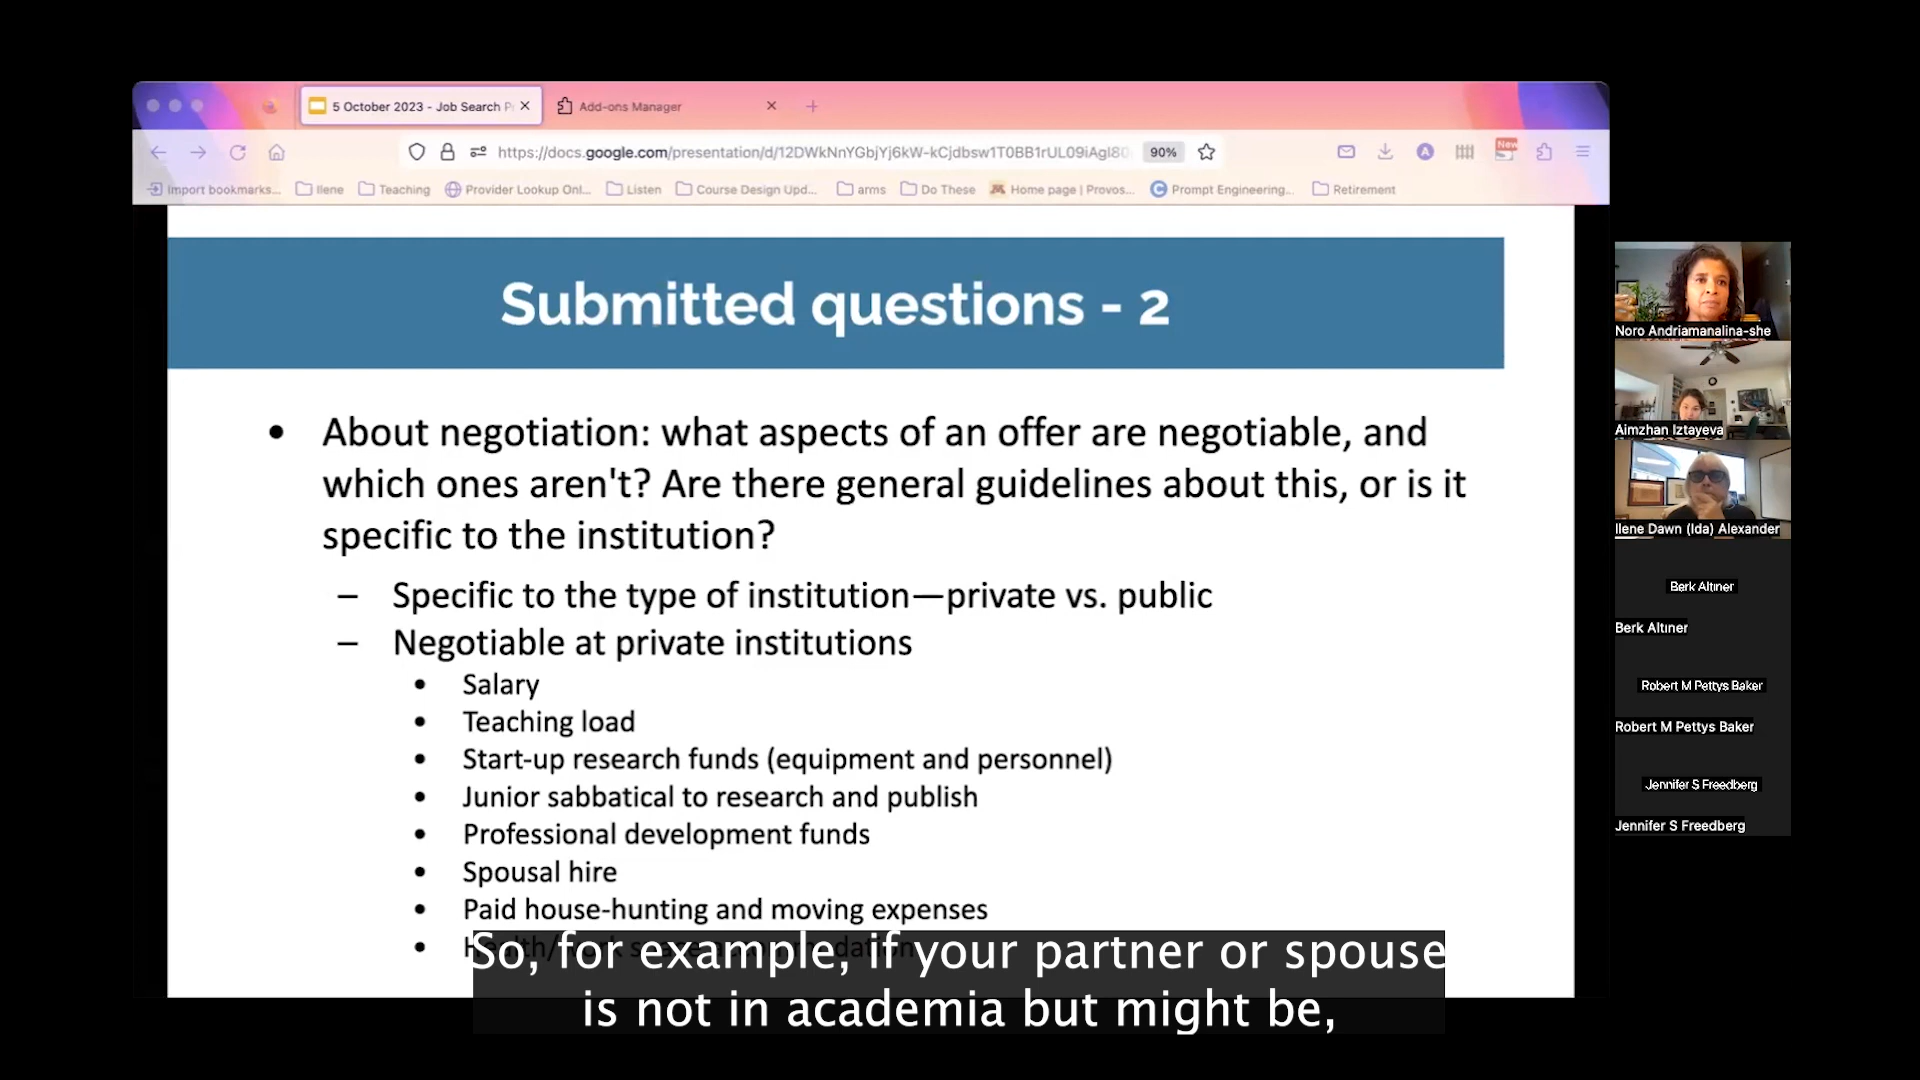 5 October 2023 - Job Search P
Add-ons Manager
https://docs.google.com/presentation/d/12DWkNnYGbjYj6kW-kCjdbsw1T0BB1rUL09iAgI80
90%
New
Import bookmarks...
Ilene
Teaching
Provider Lookup Onl...
Listen
Course Design Upd...
arms
Do These
Home page | Provos...
Prompt Engineering...
Retirement
Submitted questions - 2
• About negotiation: what aspects of an offer are negotiable, and
which ones aren't? Are there general guidelines about this, or is it
specific to the institution?
– Specific to the type of institution—private vs. public
– Negotiable at private institutions
• Salary
• Teaching load
• Start-up research funds (equipment and personnel)
• Junior sabbatical to research and publish
• Professional development funds
• Spousal hire
• Paid house-hunting and moving expenses
So, for example, if your partner or spouse
is not in academia but might be,
Noro Andriamanalina-she
Aimzhan Iztayeva
Ilene Dawn (Ida) Alexander
Berk Altıner
Berk Altıner
Robert M Pettys Baker
Robert M Pettys Baker
Jennifer S Freedberg
Jennifer S Freedberg